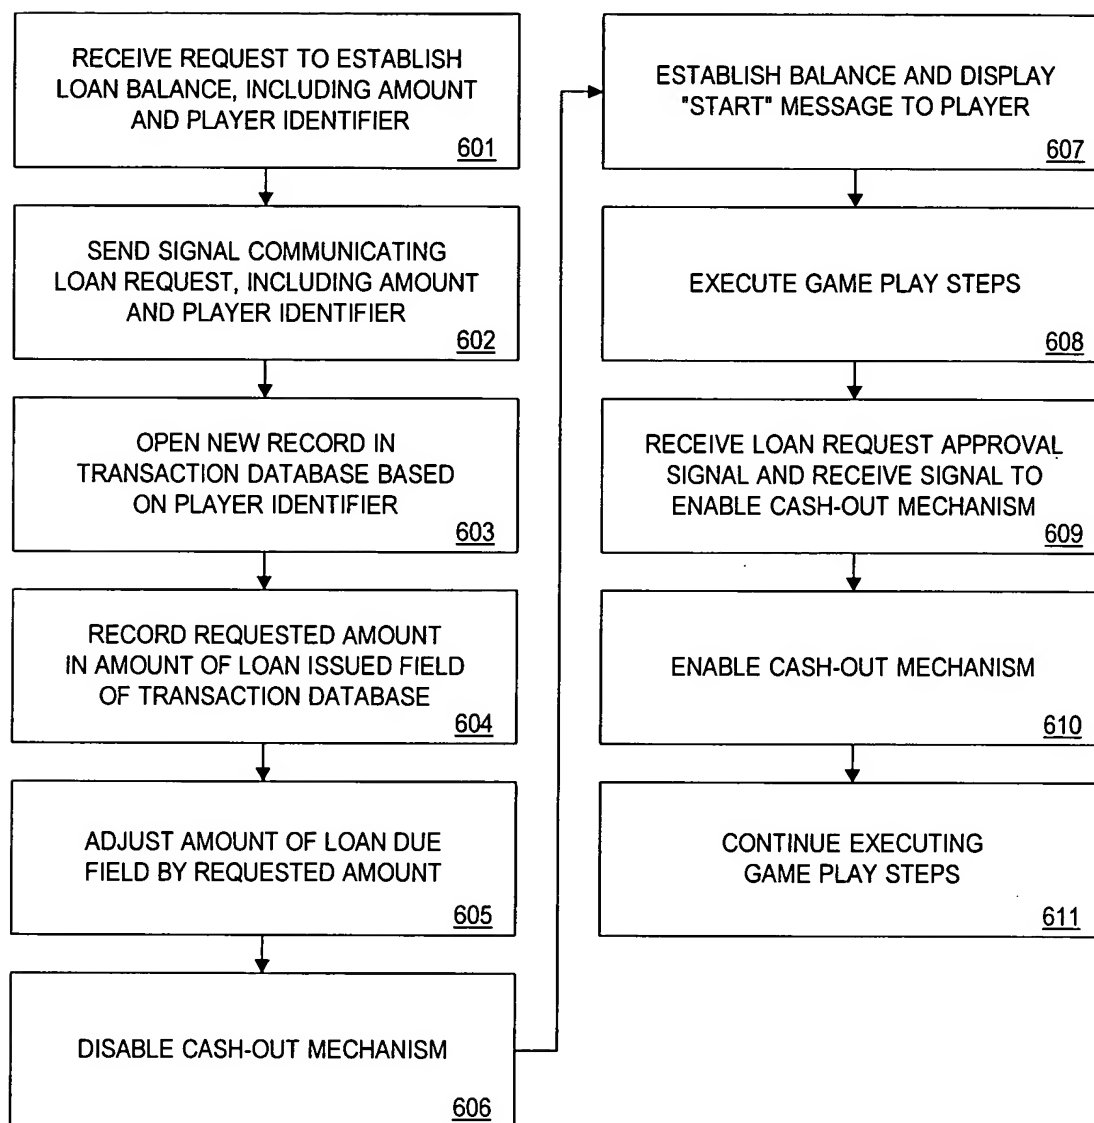 RECEIVE REQUEST TO ESTABLISH
LOAN BALANCE, INCLUDING AMOUNT
AND PLAYER IDENTIFIER
601
SEND SIGNAL COMMUNICATING
LOAN REQUEST, INCLUDING AMOUNT
AND PLAYER IDENTIFIER
602
OPEN NEW RECORD IN
TRANSACTION DATABASE BASED
ON PLAYER IDENTIFIER
603
RECORD REQUESTED AMOUNT
IN AMOUNT OF LOAN ISSUED FIELD
OF TRANSACTION DATABASE
604
ADJUST AMOUNT OF LOAN DUE
FIELD BY REQUESTED AMOUNT
605
DISABLE CASH-OUT MECHANISM
606
ESTABLISH BALANCE AND DISPLAY
"START" MESSAGE TO PLAYER
607
EXECUTE GAME PLAY STEPS
608
RECEIVE LOAN REQUEST APPROVAL
SIGNAL AND RECEIVE SIGNAL TO
ENABLE CASH-OUT MECHANISM
609
ENABLE CASH-OUT MECHANISM
610
CONTINUE EXECUTING
GAME PLAY STEPS
611